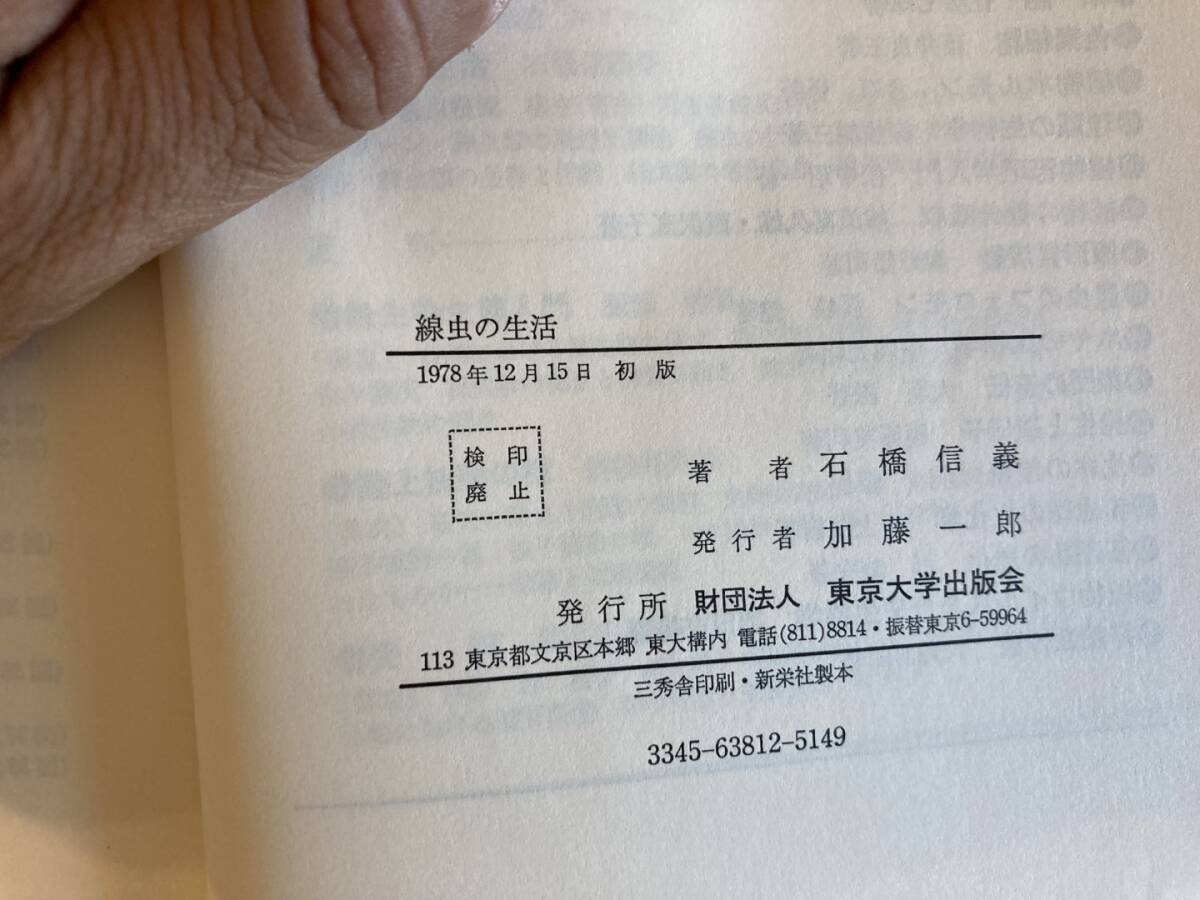 線虫の生活
1978年12月15日 初版
検印
廃止
著者 石橋信義
発行者 加藤一郎
発行所 財団法人 東京大学出版会
113 東京都文京区本郷 東大構内 電話(811)8814・振替東京6-59964
三秀舎印刷・新栄社製本
3345-63812-5149